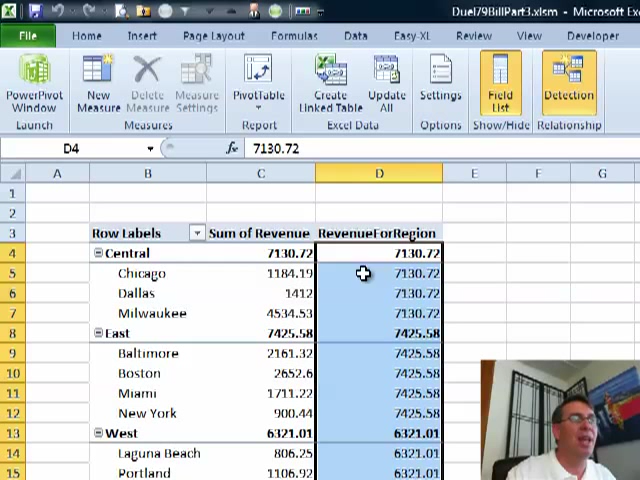 Duel79BillPart3.xlsm - Microsoft Exc
File Home Insert Page Layout Formulas Data Easy-XL Review View Developer
PowerPivot Window New Measure Delete Measure Measure Settings PivotTable Create Linked Table Update All Settings Field List Detection
Launch Measures Report Excel Data Options Show/Hide Relationship
D4 fx 7130.72
A B C D E F G
1
2
3 Row Labels Sum of Revenue RevenueForRegion
4 Central 7130.72 7130.72
5 Chicago 1184.19 7130.72
6 Dallas 1412 7130.72
7 Milwaukee 4534.53 7130.72
8 East 7425.58 7425.58
9 Baltimore 2161.32 7425.58
10 Boston 2652.6 7425.58
11 Miami 1711.22 7425.58
12 New York 900.44 7425.58
13 West 6321.01 6321.01
14 Laguna Beach 806.25 6321.01
15 Portland 1106.92 6321.01